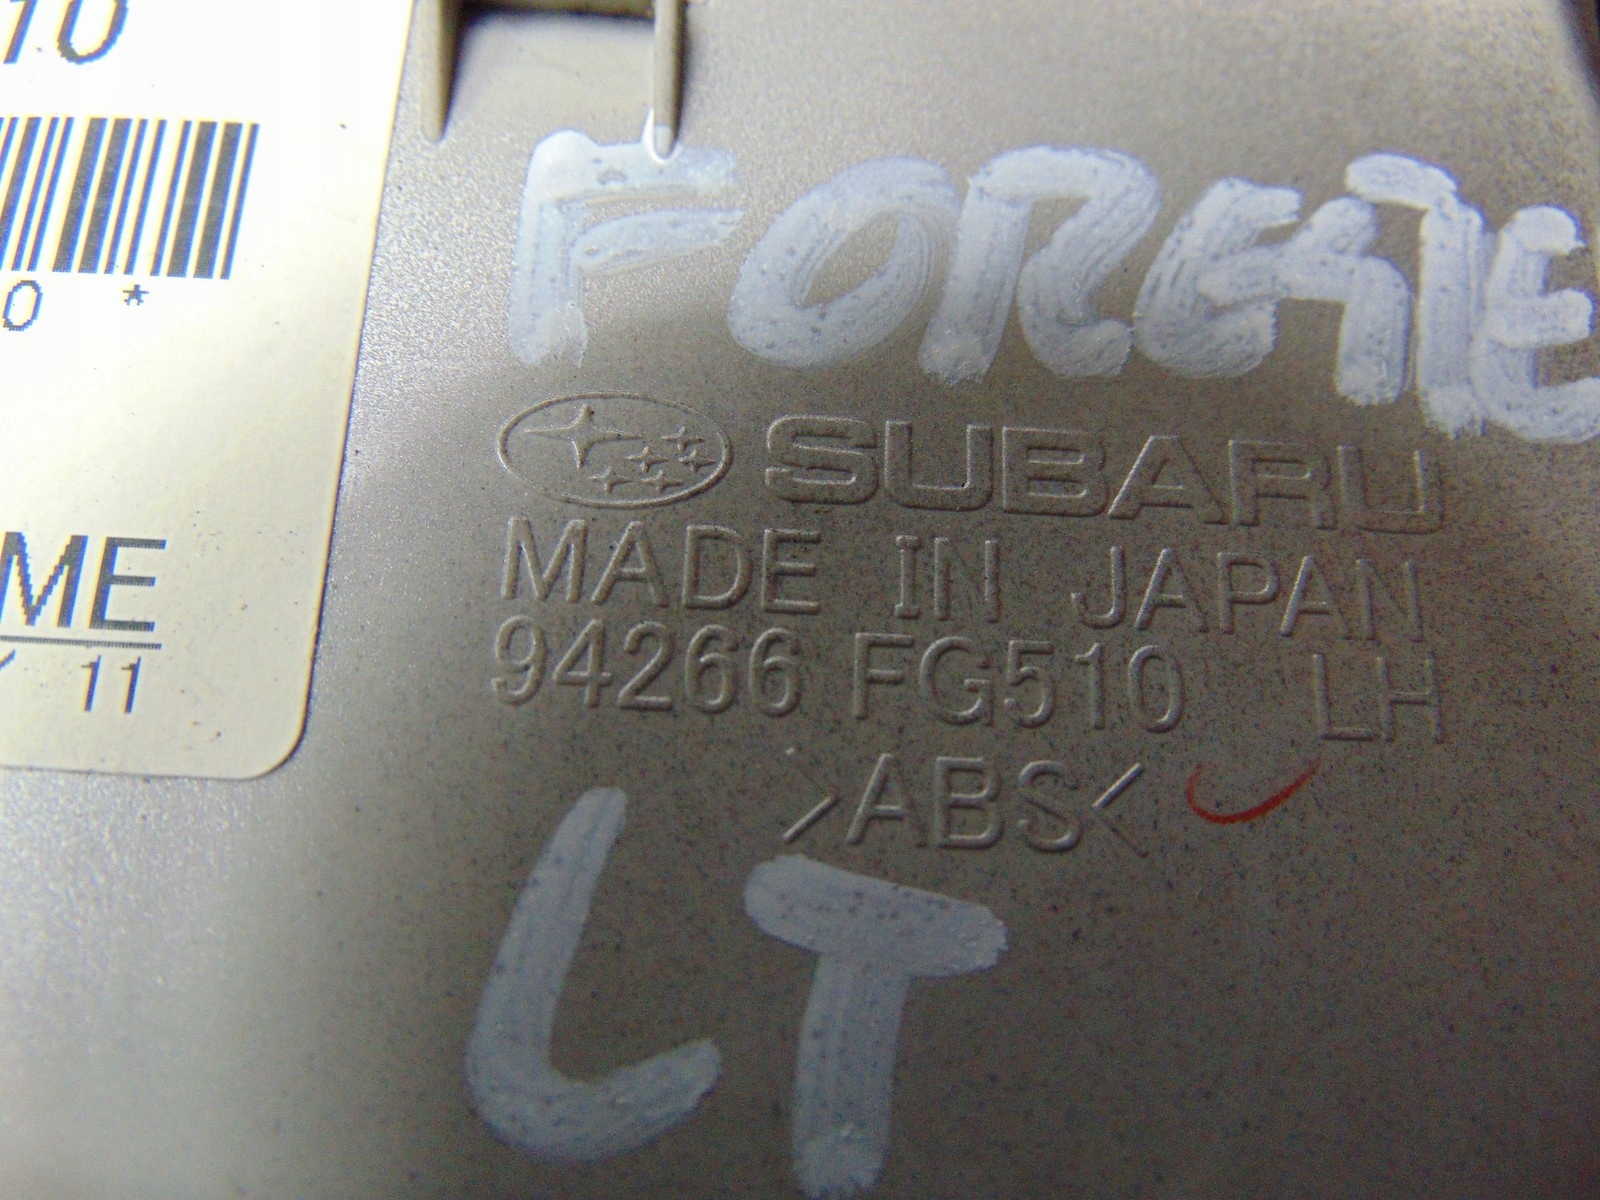 10
0 *
ME
11
FORESTE
SUBARU
MADE IN JAPAN
94266 FG510 LH
>ABS<
LT